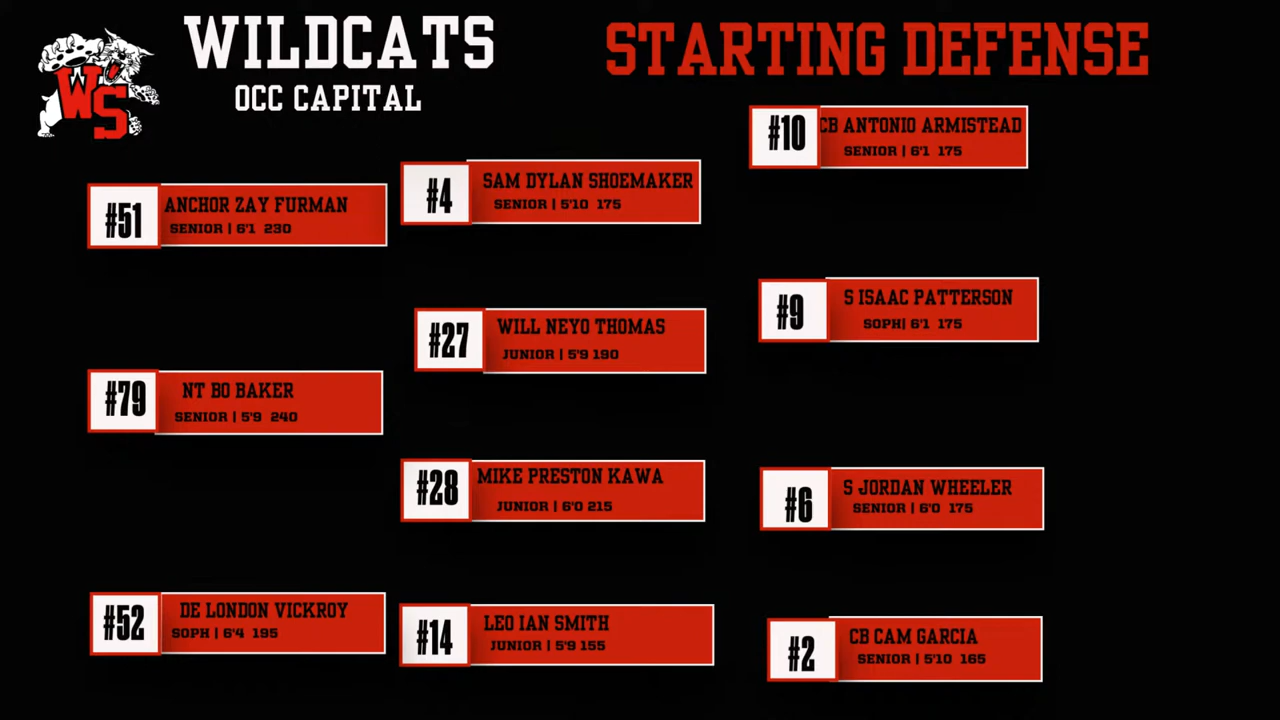 WS
WILDCATS
OCC CAPITAL
STARTING DEFENSE
#51
ANCHOR ZAY FURMAN
SENIOR | 6'1 230
#79
NT BO BAKER
SENIOR | 5'9 240
#52
DE LONDON VICKROY
SOPH | 6'4 195
#4
SAM DYLAN SHOEMAKER
SENIOR | 5'10 175
#27
WILL NEYO THOMAS
JUNIOR | 5'9 190
#28
MIKE PRESTON KAWA
JUNIOR | 6'0 215
#14
LEO IAN SMITH
JUNIOR | 5'9 155
#10
CB ANTONIO ARMISTEAD
SENIOR | 6'1 175
#9
S ISAAC PATTERSON
SOPH| 6'1 175
#6
S JORDAN WHEELER
SENIOR | 6'0 175
#2
CB CAM GARCIA
SENIOR | 5'10 165